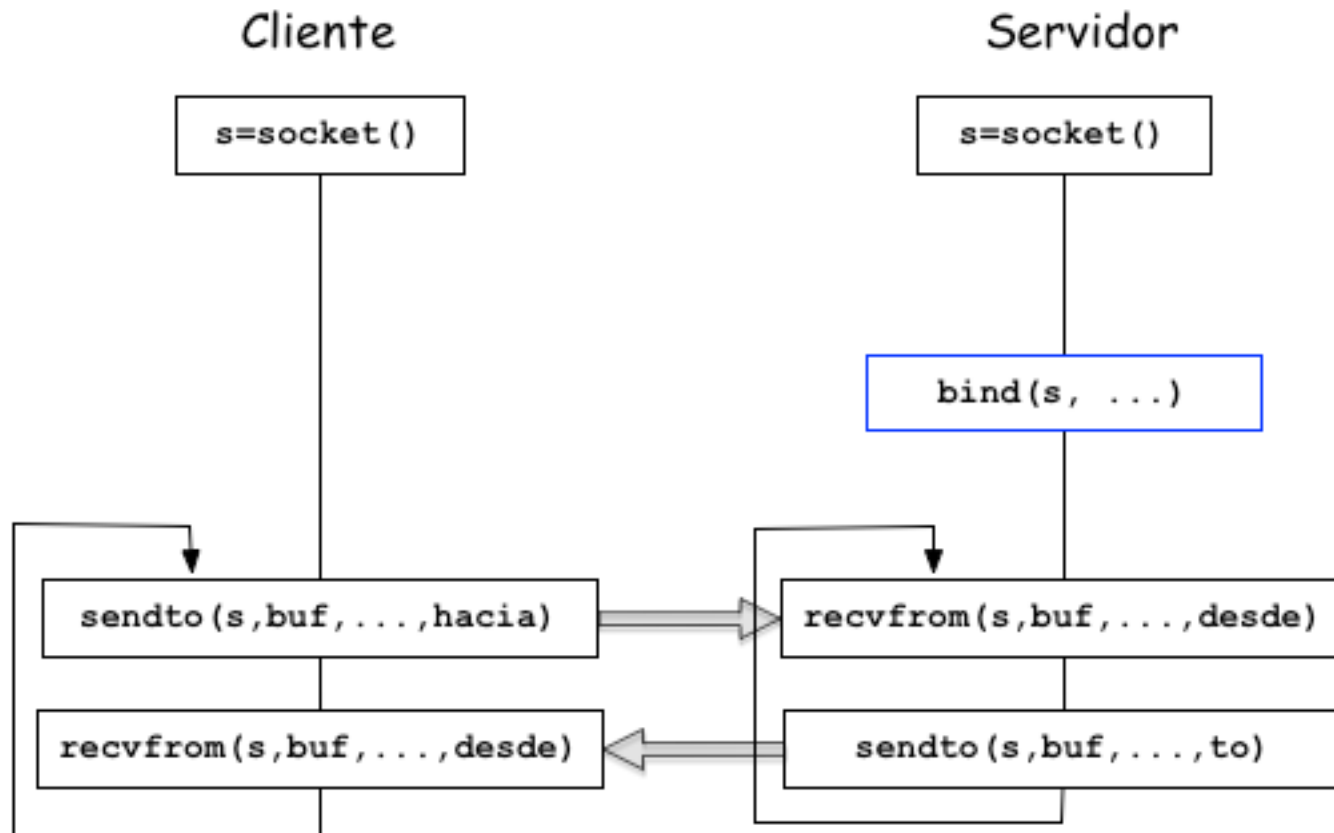 Cliente
Servidor
s=socket()
s=socket()
bind(s, ...)
sendto(s,buf,...,hacia)
recvfrom(s,buf,...,desde)
recvfrom(s,buf,...,desde)
sendto(s,buf,...,to)